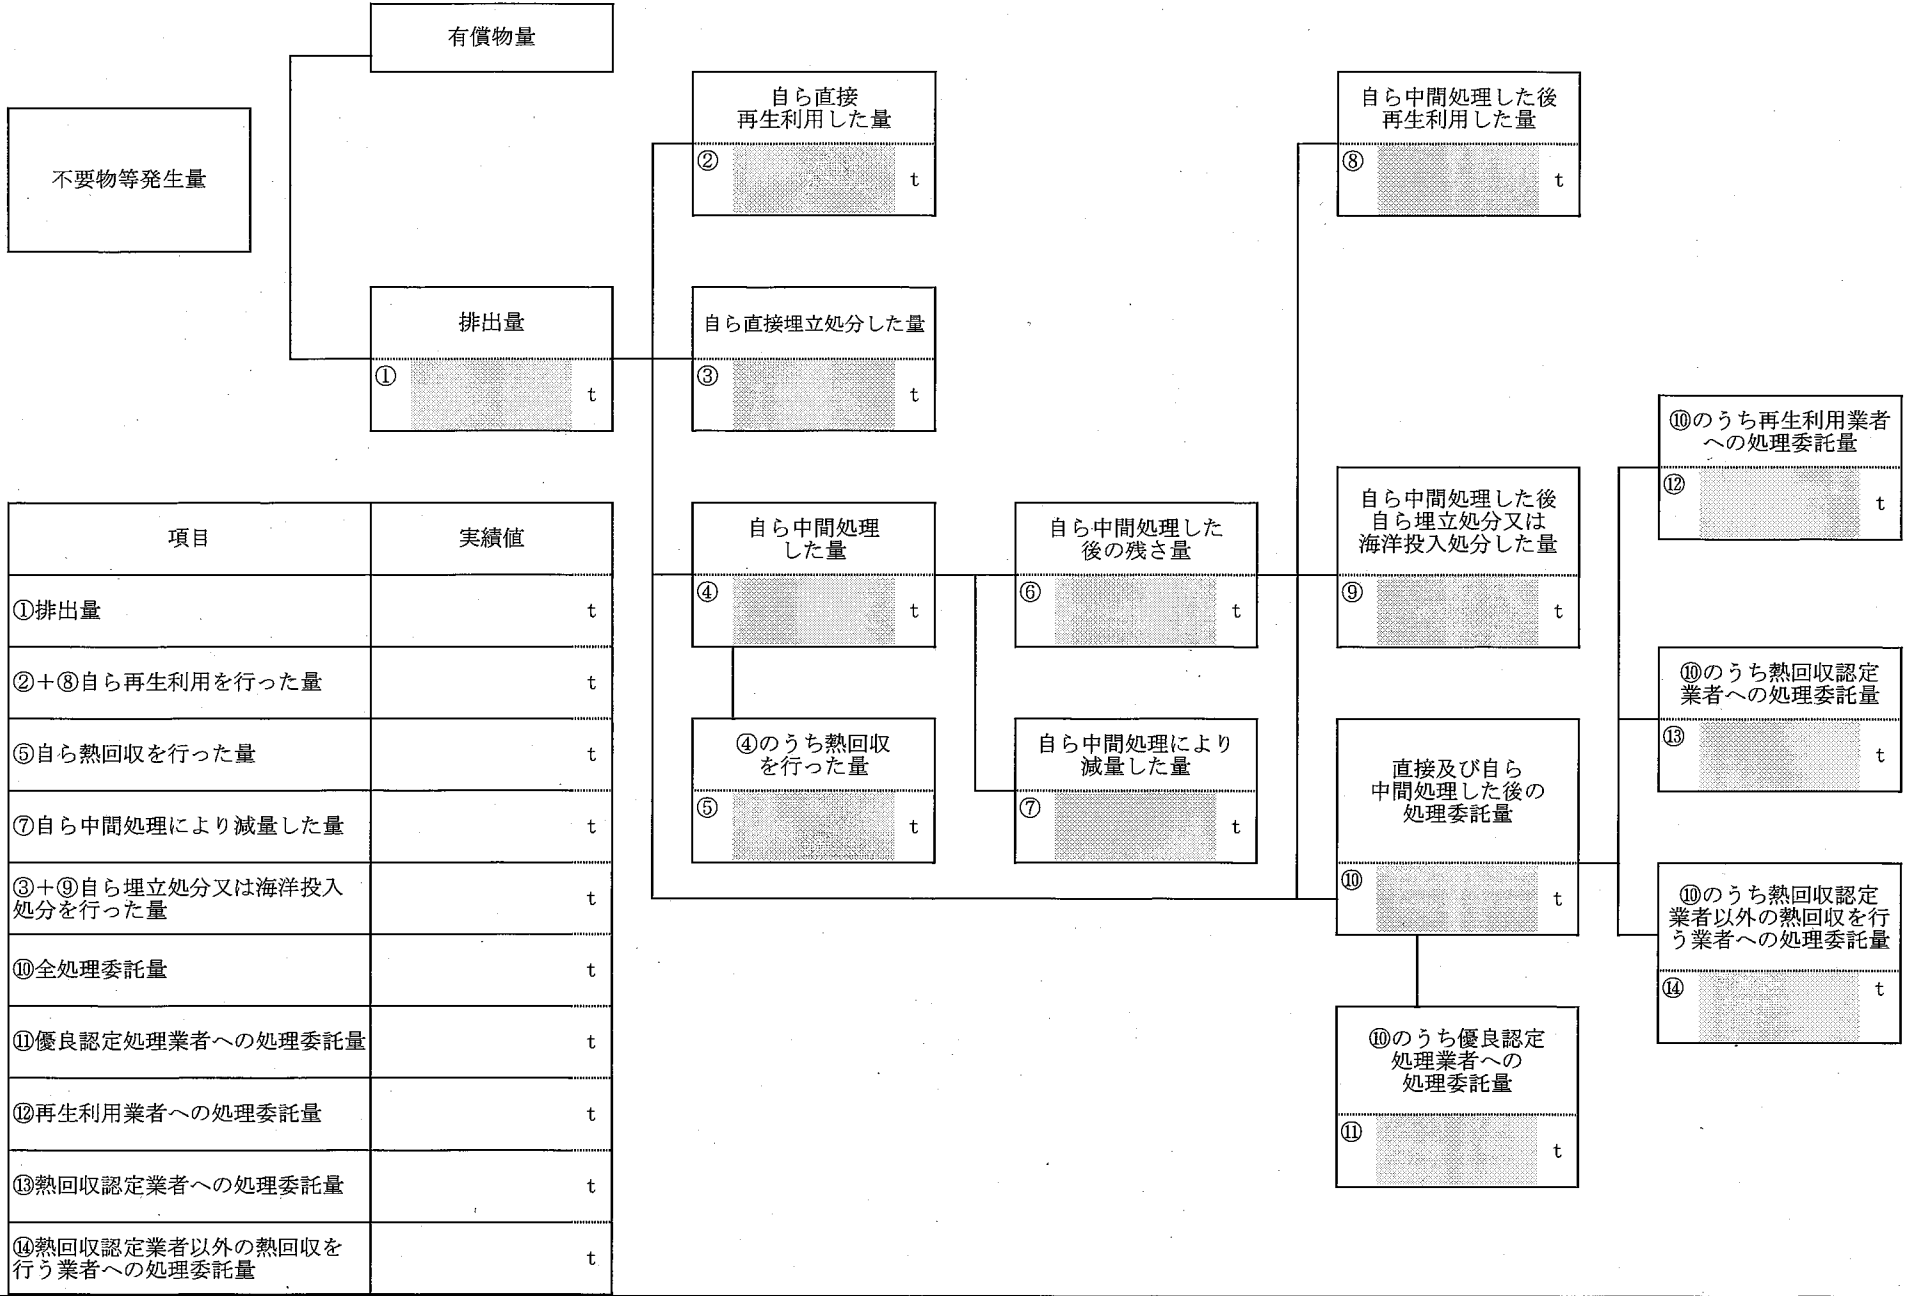 有償物量
不要物等発生量
排出量
①
t
自ら直接
再生利用した量
②
t
自ら直接埋立処分した量
③
t
自ら中間処理
した量
④
t
④のうち熱回収
を行った量
⑤
t
自ら中間処理した
後の残さ量
⑥
t
自ら中間処理により
減量した量
⑦
t
自ら中間処理した後
再生利用した量
⑧
t
自ら中間処理した後
自ら埋立処分又は
海洋投入処分した量
⑨
t
直接及び自ら
中間処理した後の
処理委託量
⑩
t
⑩のうち優良認定
処理業者への
処理委託量
⑪
t
⑩のうち再生利用業者
への処理委託量
⑫
t
⑩のうち熱回収認定
業者への処理委託量
⑬
t
⑩のうち熱回収認定
業者以外の熱回収を行
う業者への処理委託量
⑭
t
項目 実績値
①排出量 t
②＋⑧自ら再生利用を行った量 t
⑤自ら熱回収を行った量 t
⑦自ら中間処理により減量した量 t
③＋⑨自ら埋立処分又は海洋投入
処分を行った量 t
⑩全処理委託量 t
⑪優良認定処理業者への処理委託量 t
⑫再生利用業者への処理委託量 t
⑬熱回収認定業者への処理委託量 t
⑭熱回収認定業者以外の熱回収を
行う業者への処理委託量 t